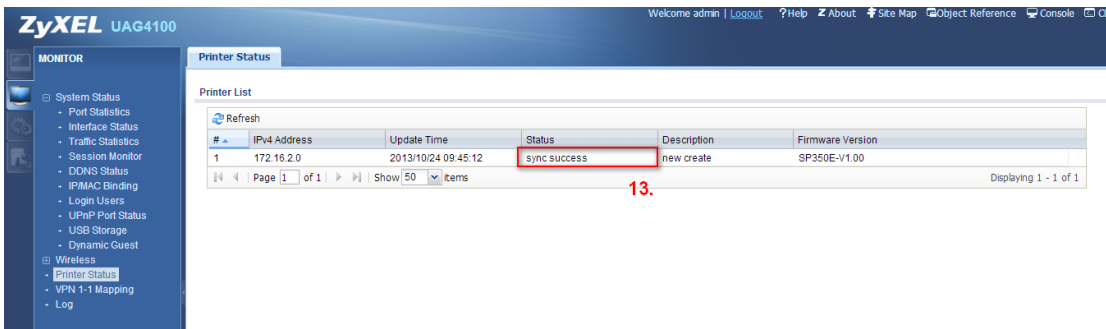 Welcome admin | Logout ?Help Z About Site Map Object Reference Console
ZyXEL UAG4100
MONITOR
System Status
Port Statistics
Interface Status
Traffic Statistics
Session Monitor
DDNS Status
IP/MAC Binding
Login Users
UPnP Port Status
USB Storage
Dynamic Guest
Wireless
Printer Status
VPN 1-1 Mapping
Log
Printer Status
Printer List
Refresh
# IPv4 Address Update Time Status Description Firmware Version
1 172.16.2.0 2013/10/24 09:45:12 sync success new create SP350E-V1.00
Page 1 of 1 Show 50 items Displaying 1 - 1 of 1
13.